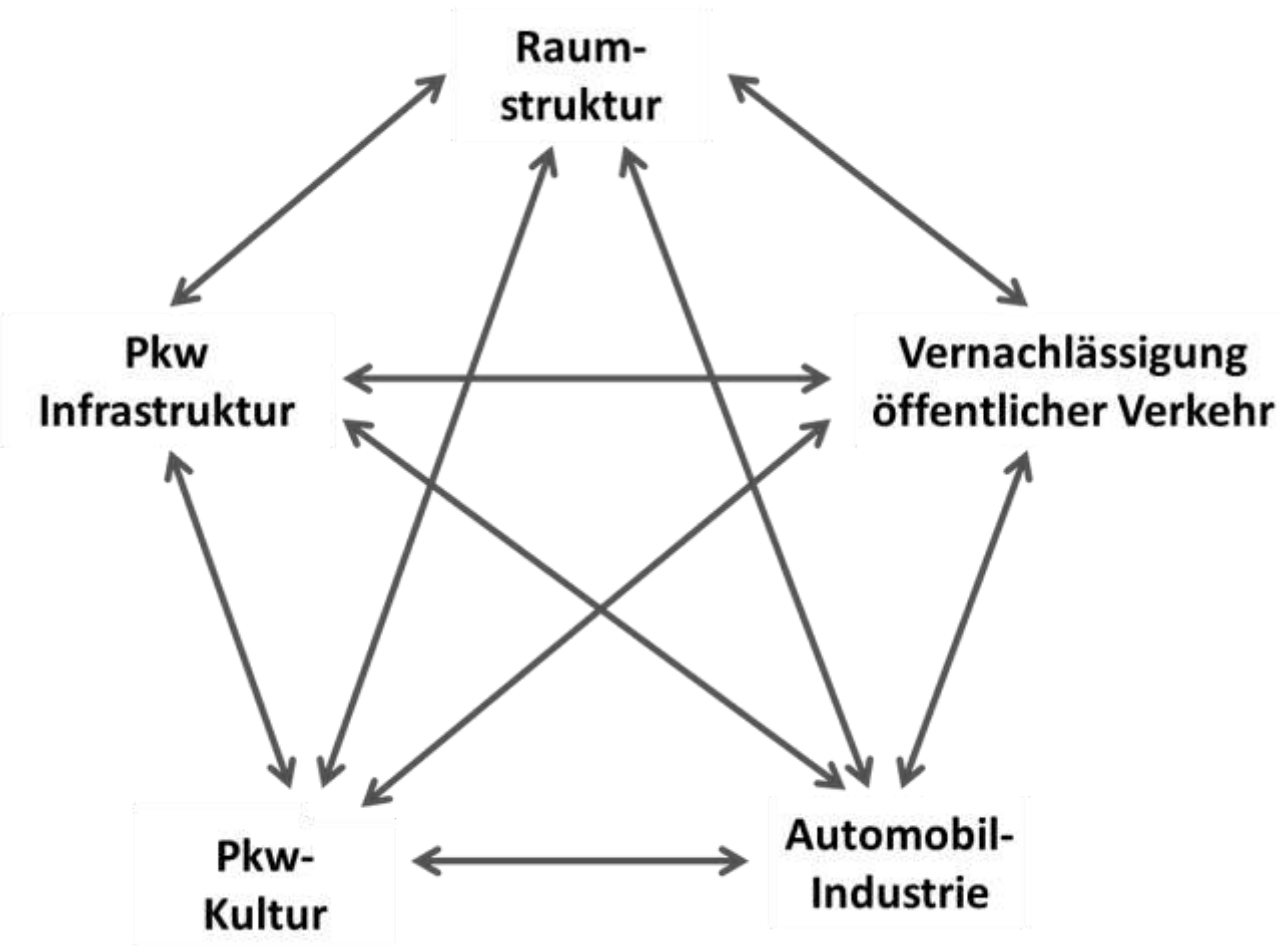 Raum-
struktur
Pkw
Infrastruktur
Vernachlässigung
öffentlicher Verkehr
Pkw-
Kultur
Automobil-
Industrie